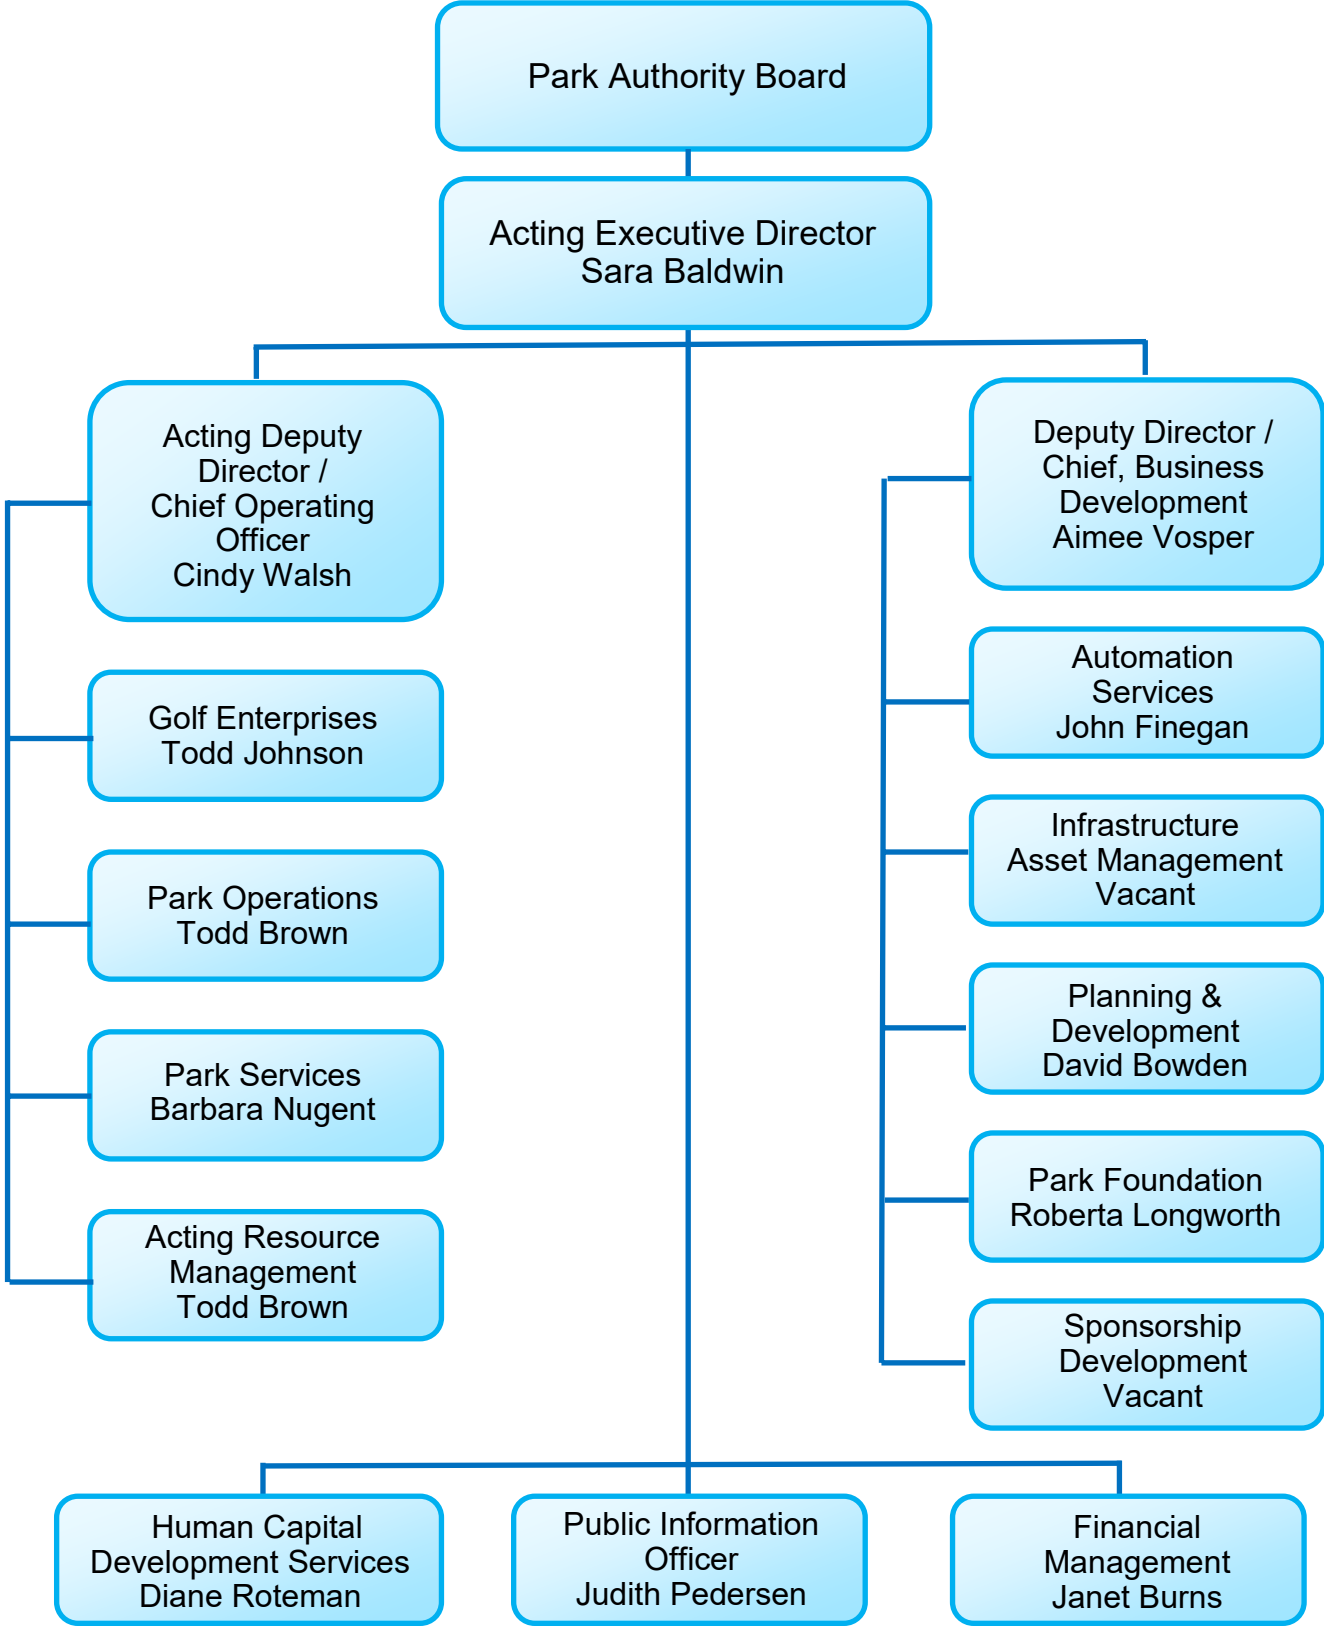 Park Authority Board
Acting Executive Director
Sara Baldwin
Acting Deputy
Director /
Chief Operating
Officer
Cindy Walsh
Golf Enterprises
Todd Johnson
Park Operations
Todd Brown
Park Services
Barbara Nugent
Acting Resource
Management
Todd Brown
Deputy Director /
Chief, Business
Development
Aimee Vosper
Automation
Services
John Finegan
Infrastructure
Asset Management
Vacant
Planning &
Development
David Bowden
Park Foundation
Roberta Longworth
Sponsorship
Development
Vacant
Human Capital
Development Services
Diane Roteman
Public Information
Officer
Judith Pedersen
Financial
Management
Janet Burns